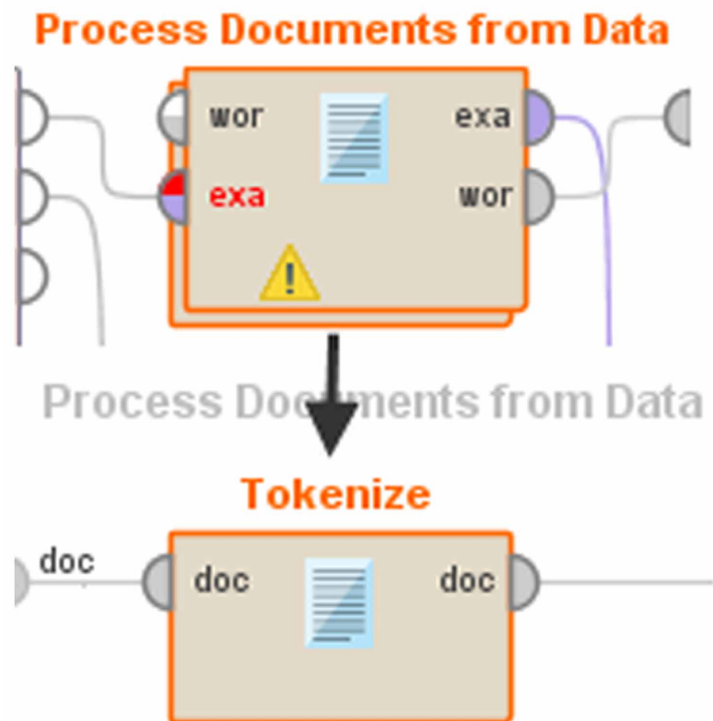 Process Documents from Data
wor
exa
exa
wor
Process Documents from Data
Tokenize
doc
doc
doc